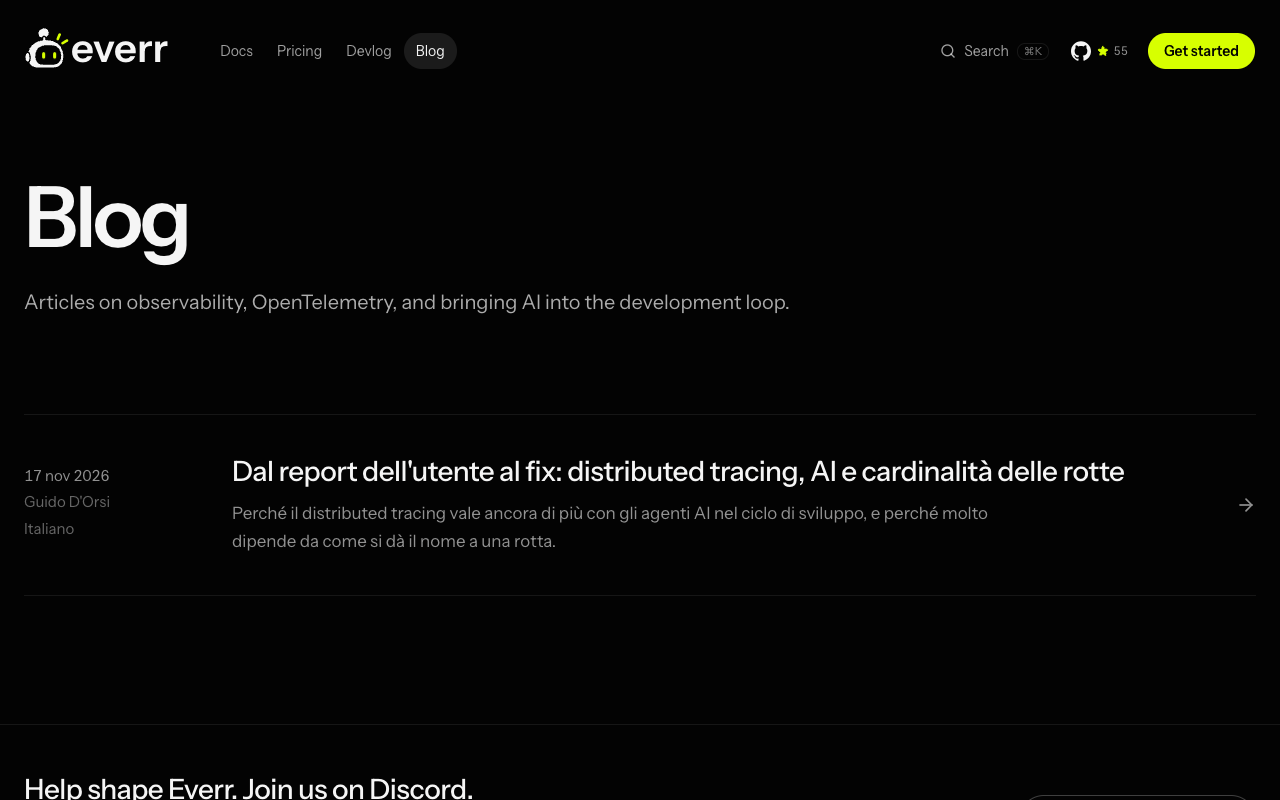 everr
Docs
Pricing
Devlog
Blog
Search
⌘K
55
Get started
Blog
Articles on observability, OpenTelemetry, and bringing AI into the development loop.
17 nov 2026
Guido D'Orsi
Italiano
Dal report dell'utente al fix: distributed tracing, AI e cardinalità delle rotte
Perché il distributed tracing vale ancora di più con gli agenti AI nel ciclo di sviluppo, e perché molto
dipende da come si dà il nome a una rotta.
Help shape Everr. Join us on Discord.